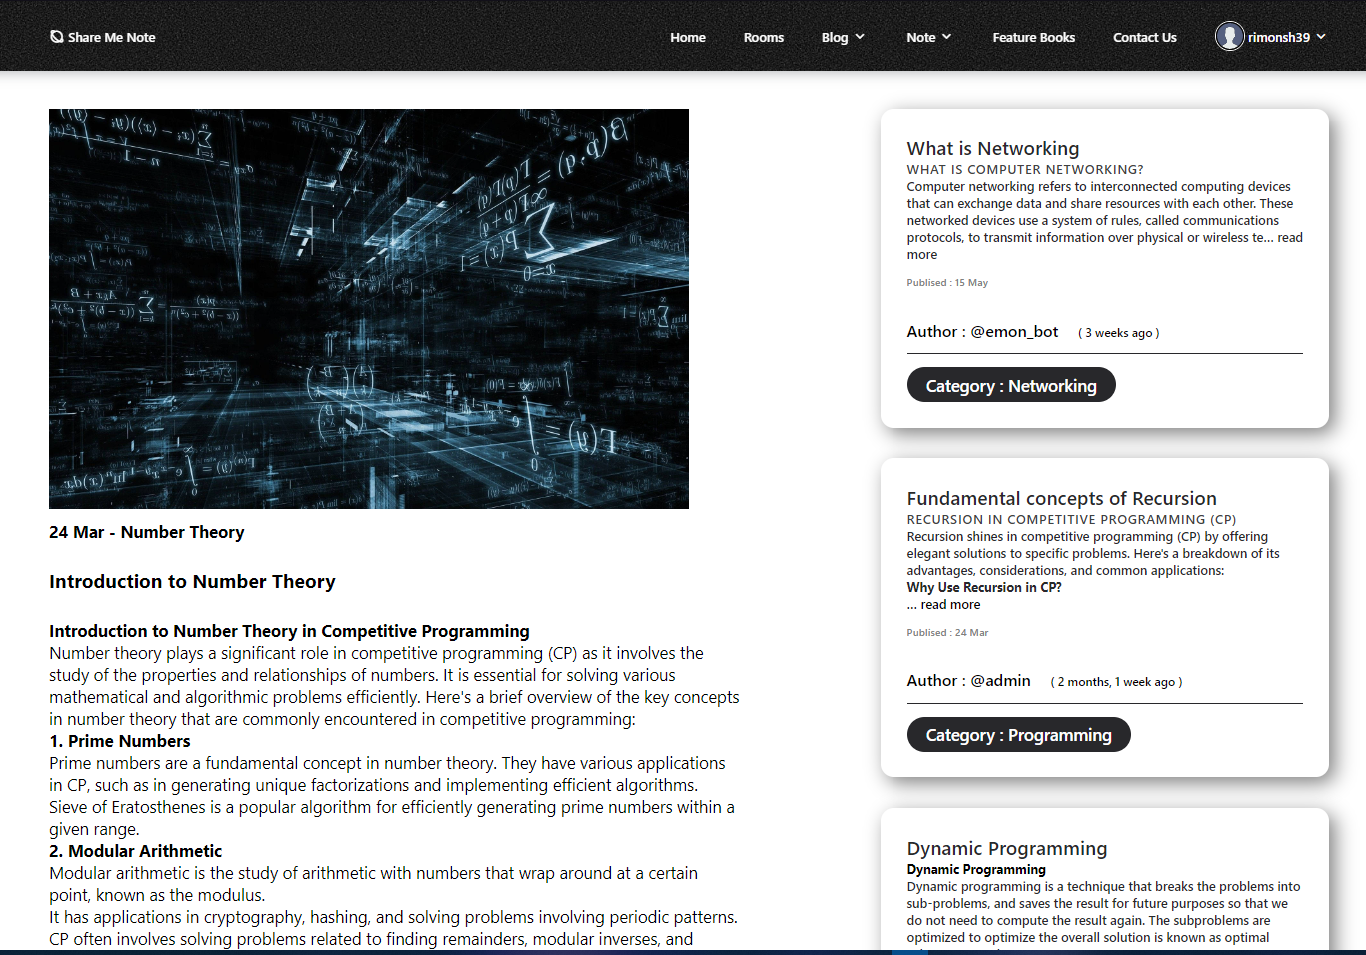 Share Me Note
Home
Rooms
Blog
Note
Feature Books
Contact Us
rimonsh39
24 Mar - Number Theory
Introduction to Number Theory
Introduction to Number Theory in Competitive Programming
Number theory plays a significant role in competitive programming (CP) as it involves the
study of the properties and relationships of numbers. It is essential for solving various
mathematical and algorithmic problems efficiently. Here's a brief overview of the key concepts
in number theory that are commonly encountered in competitive programming:
1. Prime Numbers
Prime numbers are a fundamental concept in number theory. They have various applications
in CP, such as in generating unique factorizations and implementing efficient algorithms.
Sieve of Eratosthenes is a popular algorithm for efficiently generating prime numbers within a
given range.
2. Modular Arithmetic
Modular arithmetic is the study of arithmetic with numbers that wrap around at a certain
point, known as the modulus.
It has applications in cryptography, hashing, and solving problems involving periodic patterns.
CP often involves solving problems related to finding remainders, modular inverses, and
What is Networking
WHAT IS COMPUTER NETWORKING?
Computer networking refers to interconnected computing devices
that can exchange data and share resources with each other. These
networked devices use a system of rules, called communications
protocols, to transmit information over physical or wireless te... read
more
Publised : 15 May
Author : @emon_bot ( 3 weeks ago )
Category : Networking
Fundamental concepts of Recursion
RECURSION IN COMPETITIVE PROGRAMMING (CP)
Recursion shines in competitive programming (CP) by offering
elegant solutions to specific problems. Here's a breakdown of its
advantages, considerations, and common applications:
Why Use Recursion in CP?
... read more
Publised : 24 Mar
Author : @admin ( 2 months, 1 week ago )
Category : Programming
Dynamic Programming
Dynamic Programming
Dynamic programming is a technique that breaks the problems into
sub-problems, and saves the result for future purposes so that we
do not need to compute the result again. The subproblems are
optimized to optimize the overall solution is known as optimal